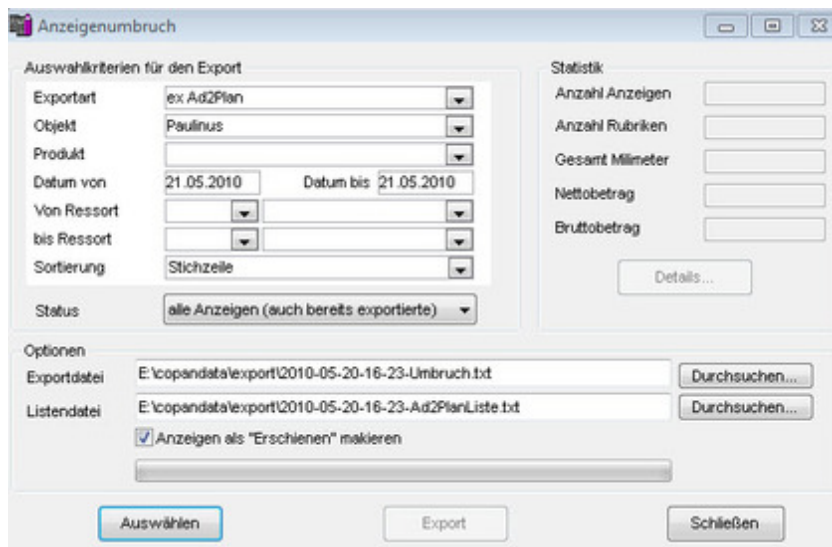 Anzeigenumbruch
Auswahlkriterien für den Export
Exportart ex Ad2Plan
Objekt Paulinus
Produkt
Datum von 21.05.2010 Datum bis 21.05.2010
Von Ressort
bis Ressort
Sortierung Stichzeile
Status alle Anzeigen (auch bereits exportierte)
Statistik
Anzahl Anzeigen
Anzahl Rubriken
Gesamt Milimeter
Nettobetrag
Bruttobetrag
Details...
Optionen
Exportdatei E:\copandata\export\2010-05-20-16-23-Umbruch.txt Durchsuchen...
Listendatei E:\copandata\export\2010-05-20-16-23-Ad2PlanListe.txt Durchsuchen...
Anzeigen als "Erschienen" makieren
Auswählen Export Schließen